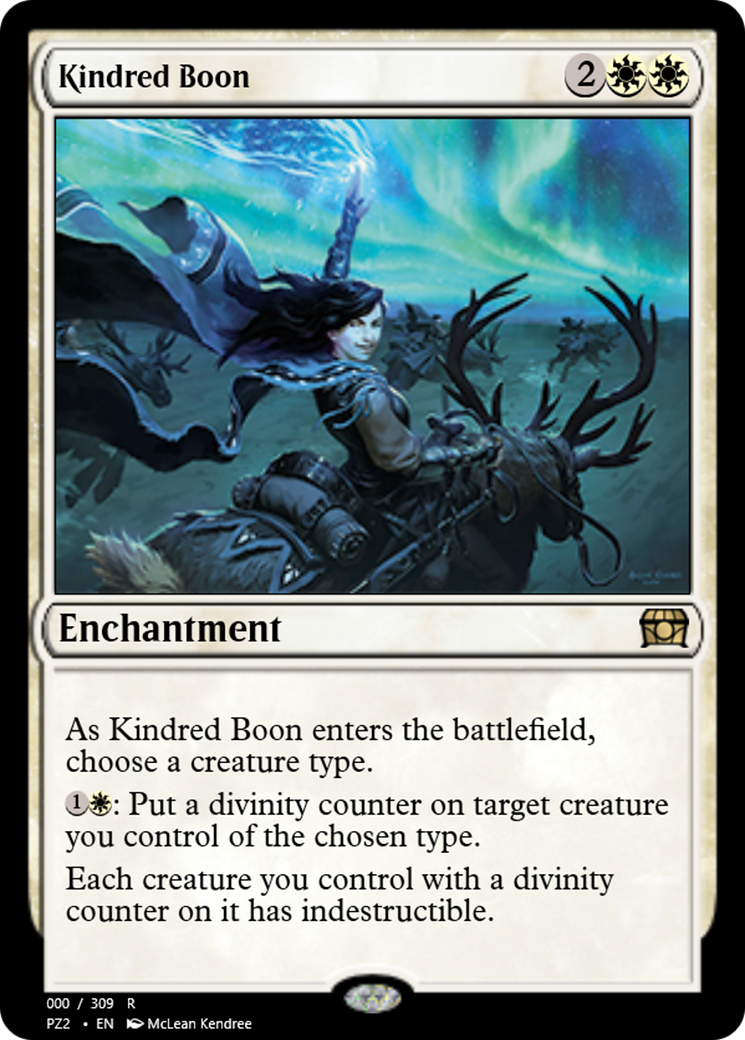 Kindred Boon 2
Enchantment
As Kindred Boon enters the battlefield,
choose a creature type.
1: Put a divinity counter on target creature
you control of the chosen type.
Each creature you control with a divinity
counter on it has indestructible.
000 / 309 R
PZ2 • EN McLean Kendree